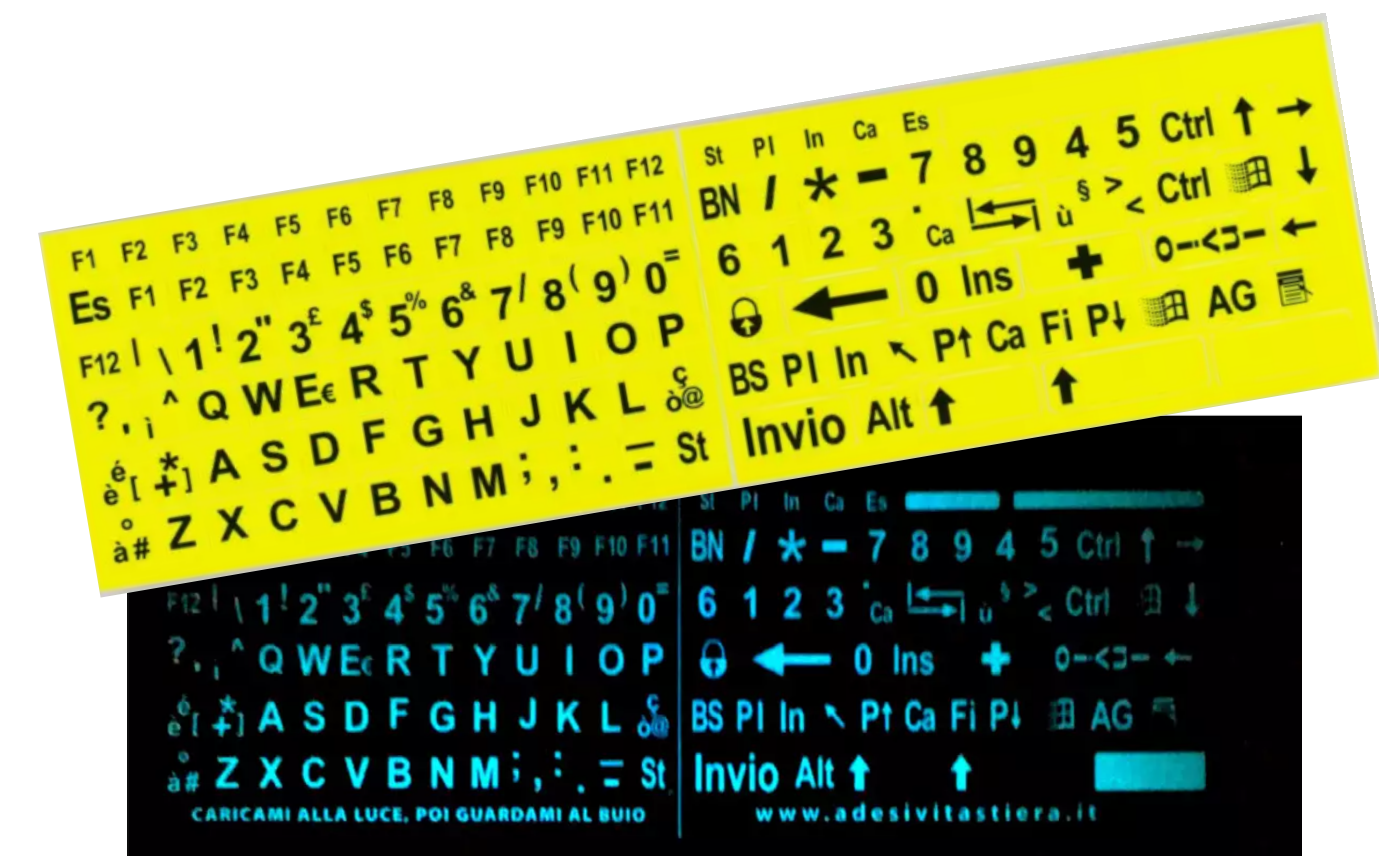 F1 F2 F3 F4 F5 F6 F7 F8 F9 F10 F11 F12
Es F1 F2 F3 F4 F5 F6 F7 F8 F9 F10 F11
F12 | \ 1 ! 2 " 3 £ 4 $ 5 % 6 & 7 / 8 ( 9 ) 0 =
? ' ì ^ Q W E € R T Y U I O P
é è [ * + ] A S D F G H J K L ç ò @
° à # Z X C V B N M ; , : . _ - St
St Pl In Ca Es
BN / * - 7 8 9 4 5 Ctrl ↑ →
6 1 2 3 . Ca ù § > < Ctrl ↓
← 0 Ins + ←
BS Pl In ↖ P↑ Ca Fi P↓ AG
Invio Alt ↑ ↑
St Pl In Ca Es
F6 F7 F8 F9 F10 F11
F12 | \ 1 ! 2 " 3 £ 4 $ 5 % 6 & 7 / 8 ( 9 ) 0 =
? ' ì ^ Q W E € R T Y U I O P
é è [ * + ] A S D F G H J K L ç ò @
° à # Z X C V B N M ; , : . _ - St
BN / * - 7 8 9 4 5 Ctrl ↑ →
6 1 2 3 . Ca ù § > < Ctrl ↓
← 0 Ins + ←
BS Pl In ↖ P↑ Ca Fi P↓ AG
Invio Alt ↑ ↑
CARICAMI ALLA LUCE, POI GUARDAMI AL BUIO
www.adesivitastiera.it